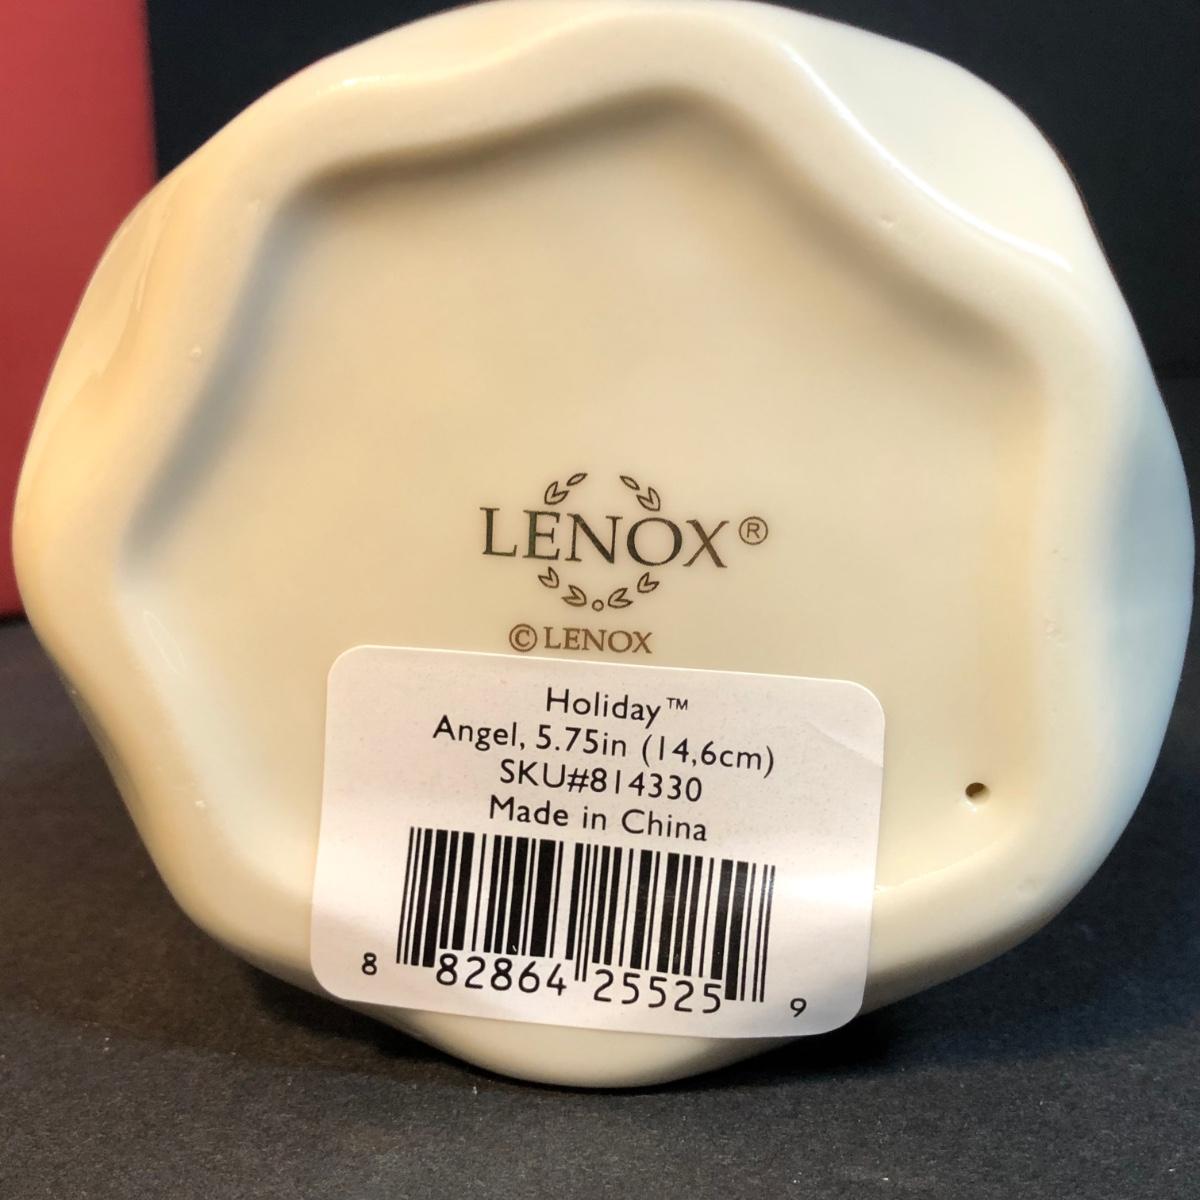 LENOX®
© LENOX
Holiday™
Angel, 5.75in (14,6cm)
SKU#814330
Made in China
8 82864 25525 9